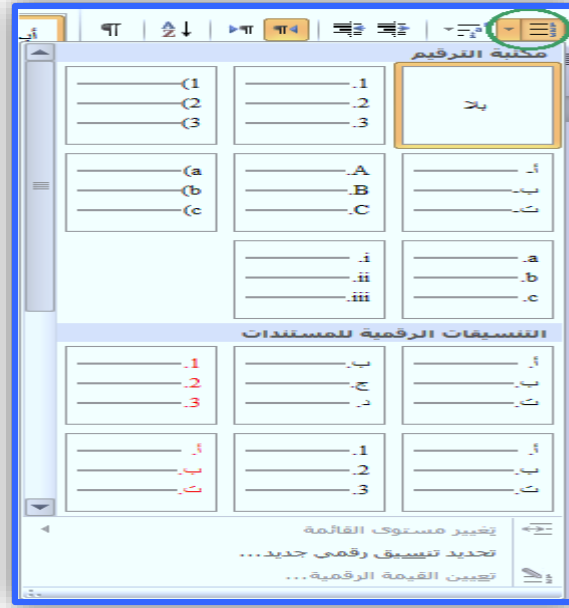 مكتبة الترقيم
بلا
1.
2.
3.
1)
2)
3)
أ-
ب-
ت-
A.
B.
C.
a)
b)
c)
a.
b.
c.
i.
ii.
iii.
التنسيقات الرقمية للمستندات
أ.
ب.
ت.
ب.
ج.
د.
1.
2.
3.
أ.
ب.
ت.
1.
2.
3.
أ.
ب.
ت.
تغيير مستوى القائمة
تحديد تنسيق رقمي جديد...
تعيين القيمة الرقمية...